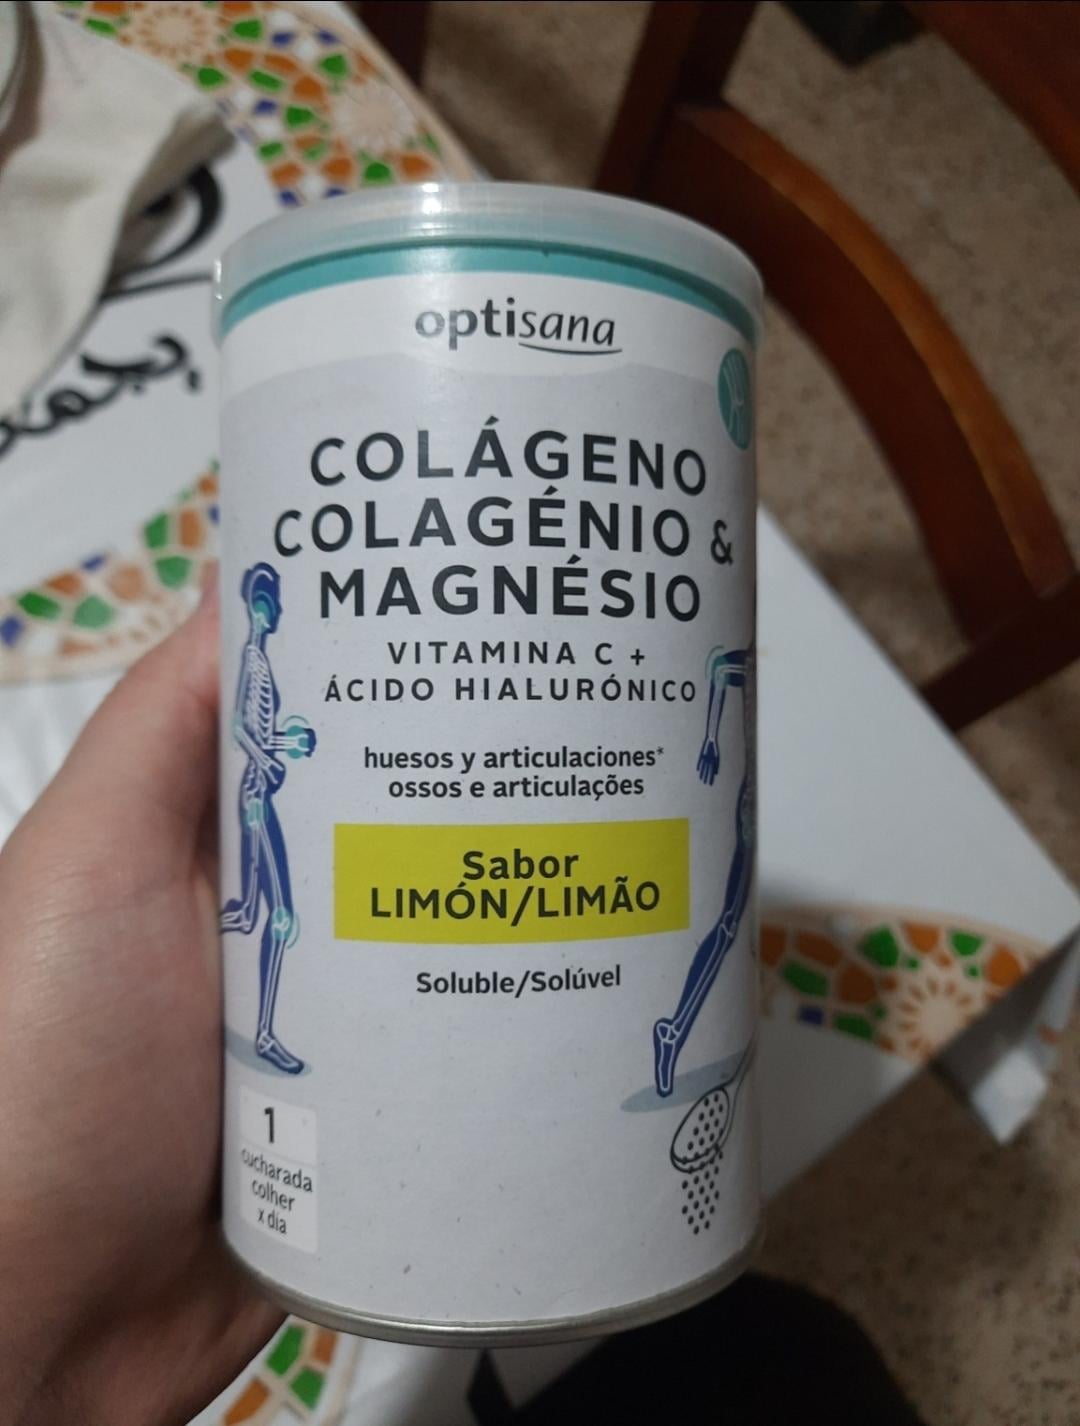 optisana
COLÁGENO
COLAGÉNIO &
MAGNÉSIO
VITAMINA C +
ÁCIDO HIALURÓNICO
huesos y articulaciones*
ossos e articulações
Sabor
LIMÓN/LIMÃO
Soluble/Solúvel
1
cucharada
colher
x día